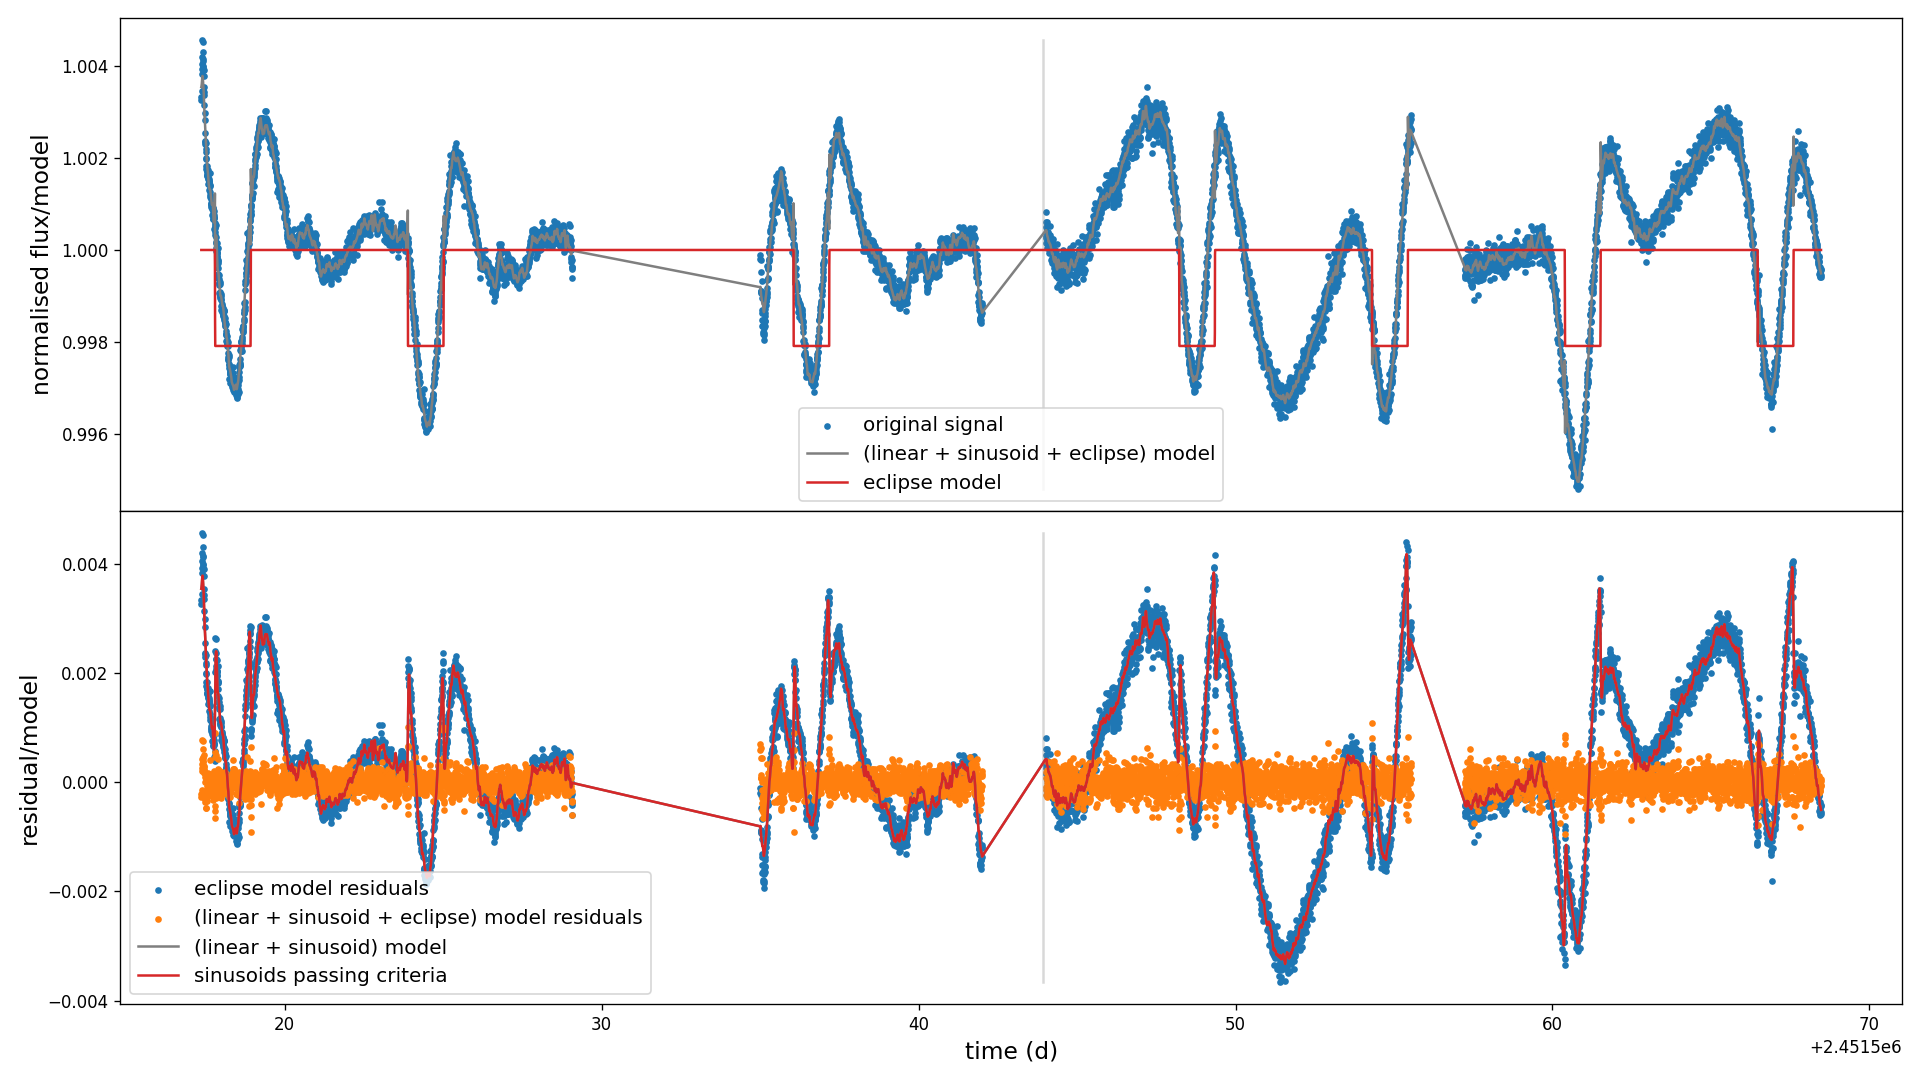 normalised flux/model
1.004
1.002
1.000
0.998
0.996
original signal
(linear + sinusoid + eclipse) model
eclipse model
residual/model
0.004
0.002
0.000
−0.002
−0.004
eclipse model residuals
(linear + sinusoid + eclipse) model residuals
(linear + sinusoid) model
sinusoids passing criteria
20 30 40 50 60 70
time (d)
+2.4515e6